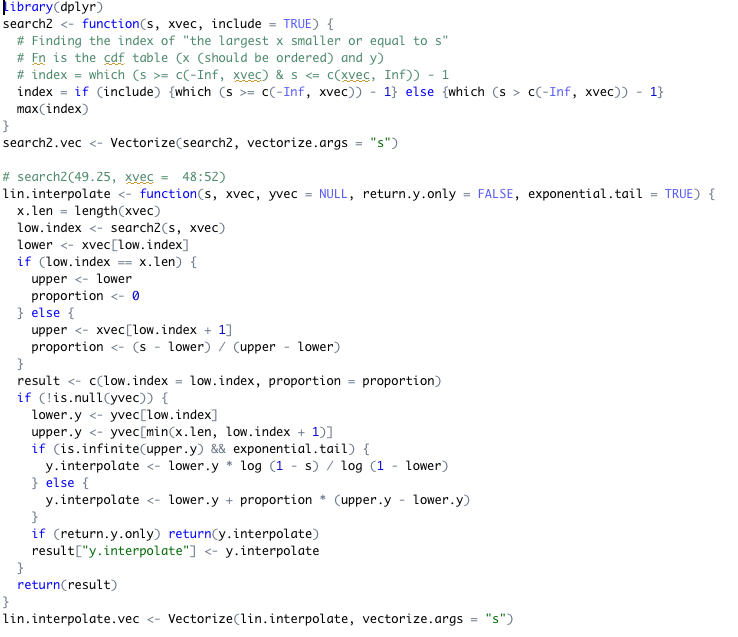 library(dplyr)
search2 <- function(s, xvec, include = TRUE) {
  # Finding the index of "the largest x smaller or equal to s"
  # Fn is the cdf table (x (should be ordered) and y)
  # index = which (s >= c(-Inf, xvec) & s <= c(xvec, Inf)) - 1
  index = if (include) {which (s >= c(-Inf, xvec)) - 1} else {which (s > c(-Inf, xvec)) - 1}
  max(index)
}
search2.vec <- Vectorize(search2, vectorize.args = "s")

# search2(49.25, xvec =  48:52)
lin.interpolate <- function(s, xvec, yvec = NULL, return.y.only = FALSE, exponential.tail = TRUE) {
  x.len = length(xvec)
  low.index <- search2(s, xvec)
  lower <- xvec[low.index]
  if (low.index == x.len) {
    upper <- lower
    proportion <- 0
  } else {
    upper <- xvec[low.index + 1]
    proportion <- (s - lower) / (upper - lower)
  }
  result <- c(low.index = low.index, proportion = proportion)
  if (!is.null(yvec)) {
    lower.y <- yvec[low.index]
    upper.y <- yvec[min(x.len, low.index + 1)]
    if (is.infinite(upper.y) && exponential.tail) {
      y.interpolate <- lower.y * log (1 - s) / log (1 - lower)
    } else {
      y.interpolate <- lower.y + proportion * (upper.y - lower.y)
    }
    if (return.y.only) return(y.interpolate)
    result["y.interpolate"] <- y.interpolate
  }
  return(result)
}
lin.interpolate.vec <- Vectorize(lin.interpolate, vectorize.args = "s")